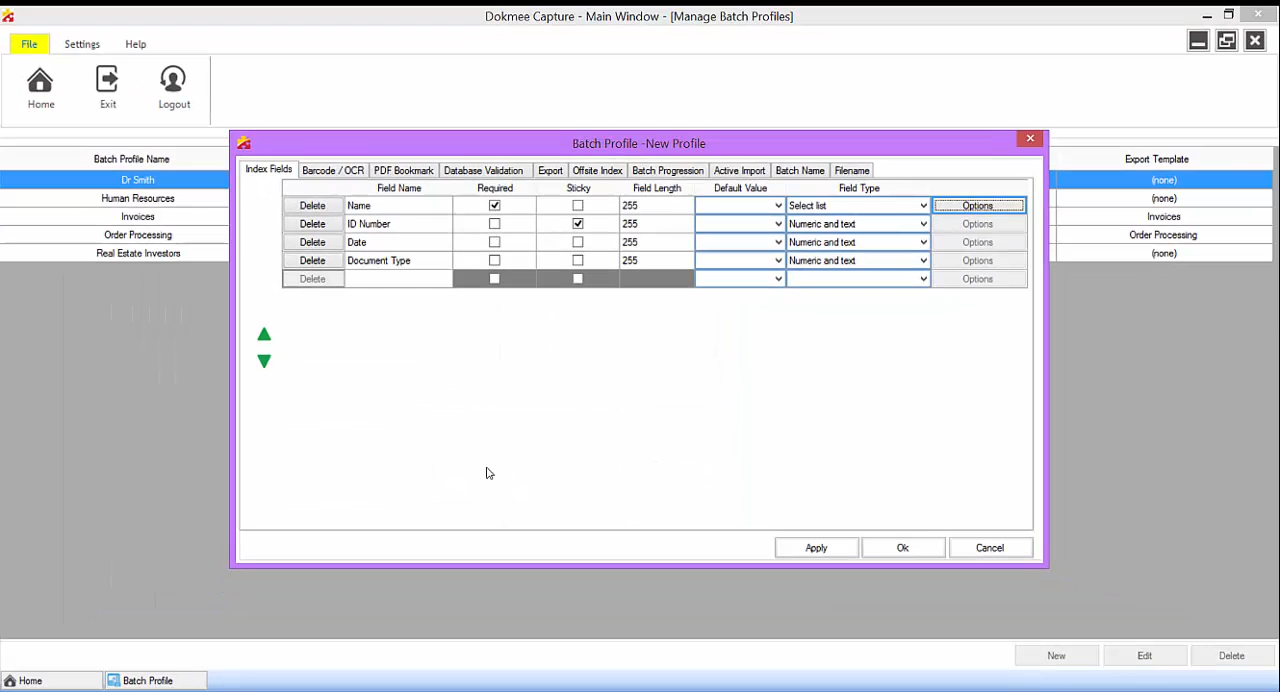 Dokmee Capture - Main Window - [Manage Batch Profiles]
File Settings Help
Home Exit Logout
Batch Profile Name Export Template
Dr Smith (none)
Human Resources (none)
Invoices Invoices
Order Processing Order Processing
Real Estate Investors (none)
Batch Profile -New Profile
Index Fields Barcode / OCR PDF Bookmark Database Validation Export Offsite Index Batch Progression Active Import Batch Name Filename
Field Name Required Sticky Field Length Default Value Field Type
Delete Name 255 Select list Options
Delete ID Number 255 Numeric and text Options
Delete Date 255 Numeric and text Options
Delete Document Type 255 Numeric and text Options
Delete Options
Apply Ok Cancel
New Edit Delete
Home Batch Profile